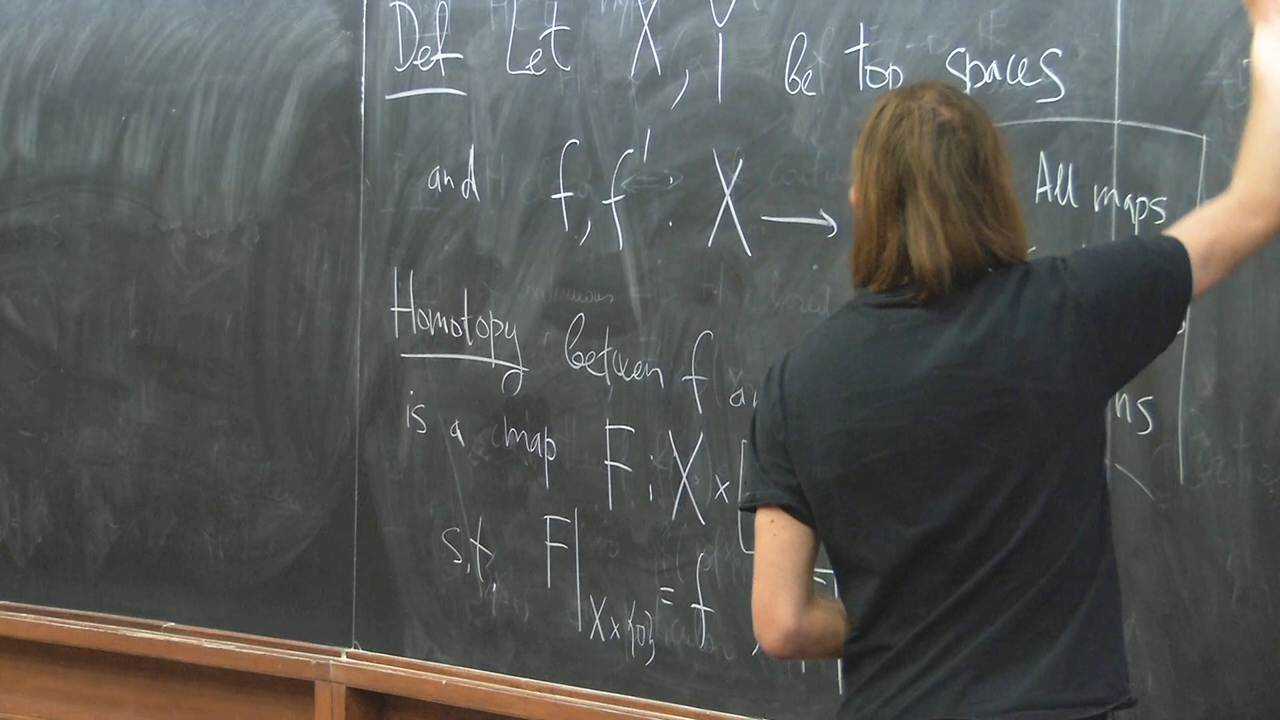 Def Let X, Y be top spaces
and f, f' : X →
All maps
Homotopy between f
ns
is a map F : X × [
s.t. F|X×{0} = f , F|